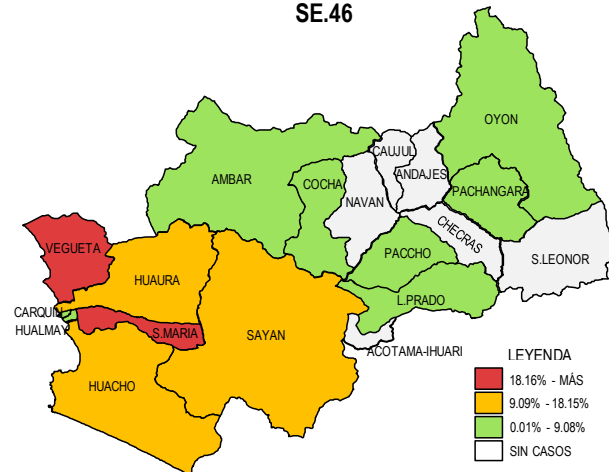 SE.46
OYON
CAUJUL
AMBAR
COCHA
ANDAJES
NAVAN
PACHANGARA
CHECRAS
VEGUETA
PACCHO
S.LEONOR
HUAURA
L.PRADO
CARQUIN
HUALMAY
S.MARIA
SAYAN
ACOTAMA-IHUARI
HUACHO
LEYENDA
18.16% - MÁS
9.09% - 18.15%
0.01% - 9.08%
SIN CASOS